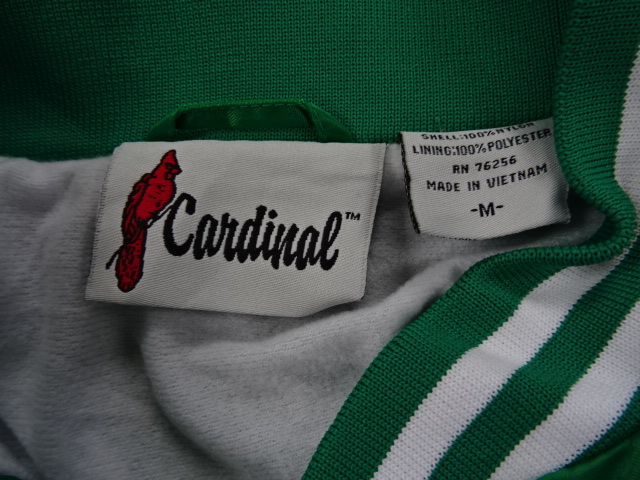 Cardinal™
SHELL:100% NYLON
LINING:100% POLYESTER
RN 76256
MADE IN VIETNAM
-M-